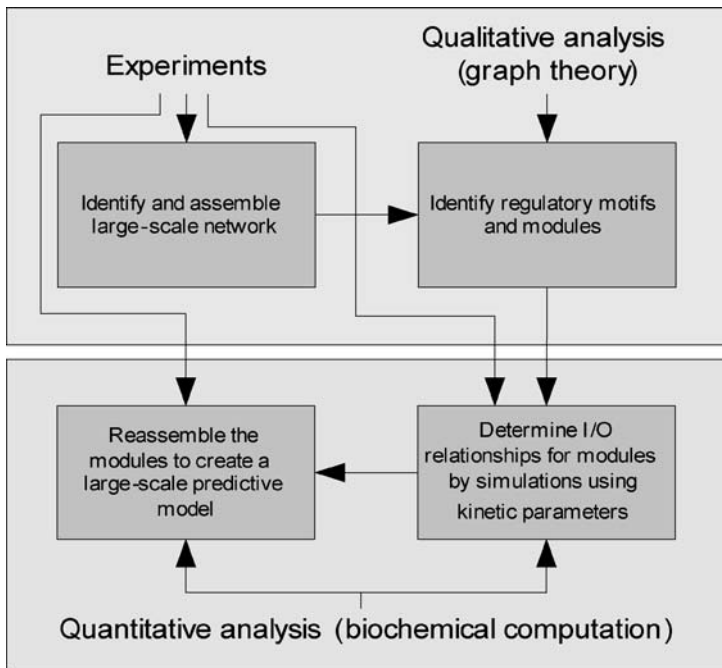 Experiments
Qualitative analysis
(graph theory)
Identify and assemble
large-scale network
Identify regulatory motifs
and modules
Reassemble the
modules to create a
large-scale predictive
model
Determine I/O
relationships for modules
by simulations using
kinetic parameters
Quantitative analysis (biochemical computation)